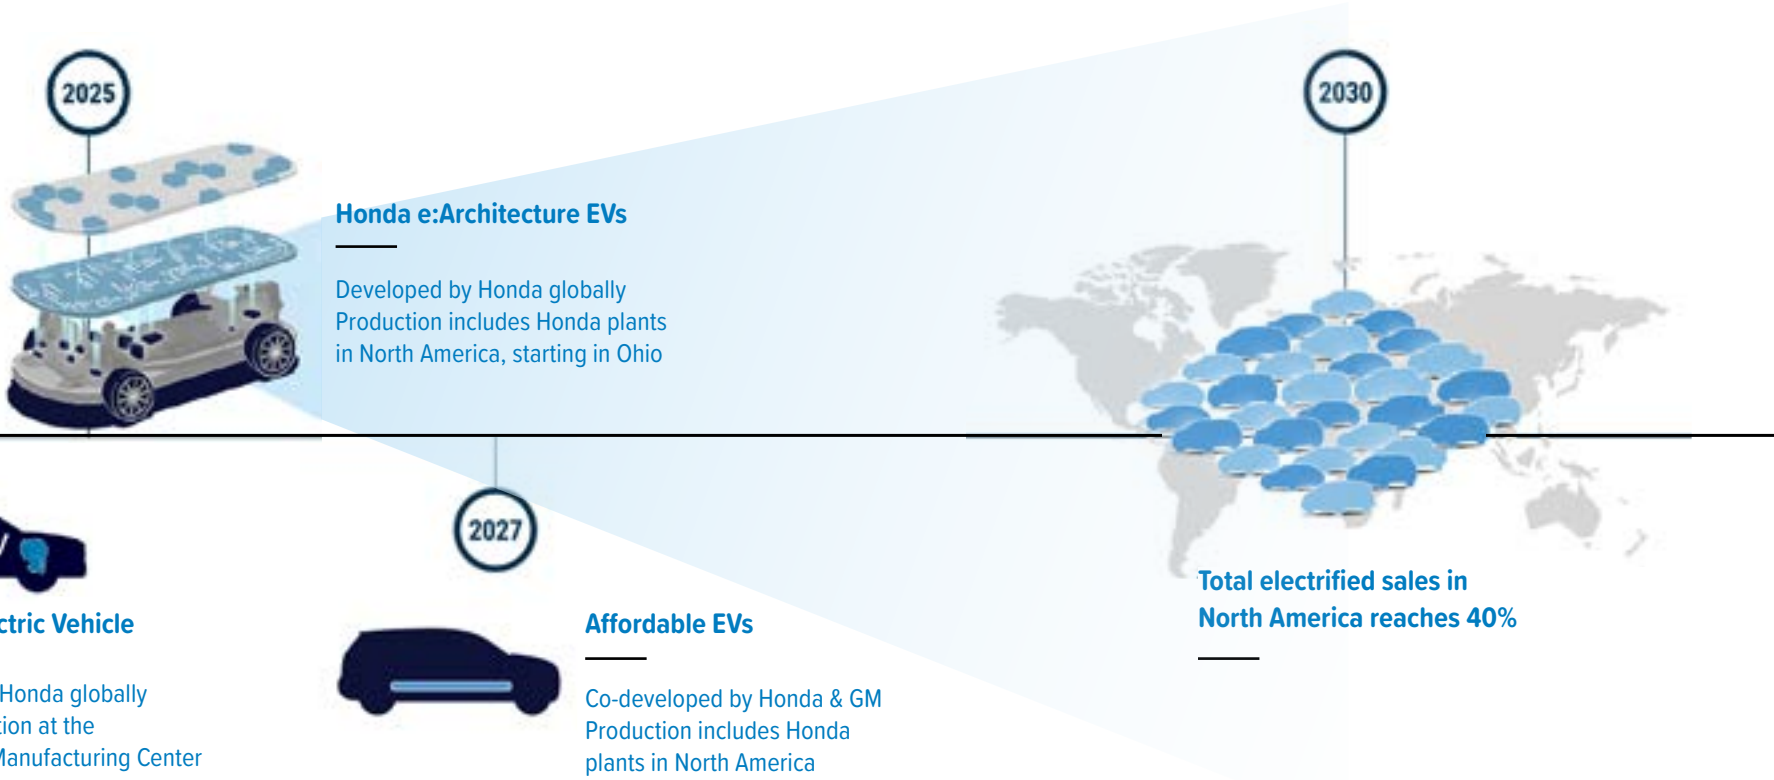 2025
Honda e:Architecture EVs
Developed by Honda globally
Production includes Honda plants
in North America, starting in Ohio
2030
Total electrified sales in
North America reaches 40%
Vehicle
Honda globally
at the
Manufacturing Center
2027
Affordable EVs
Co-developed by Honda & GM
Production includes Honda
plants in North America